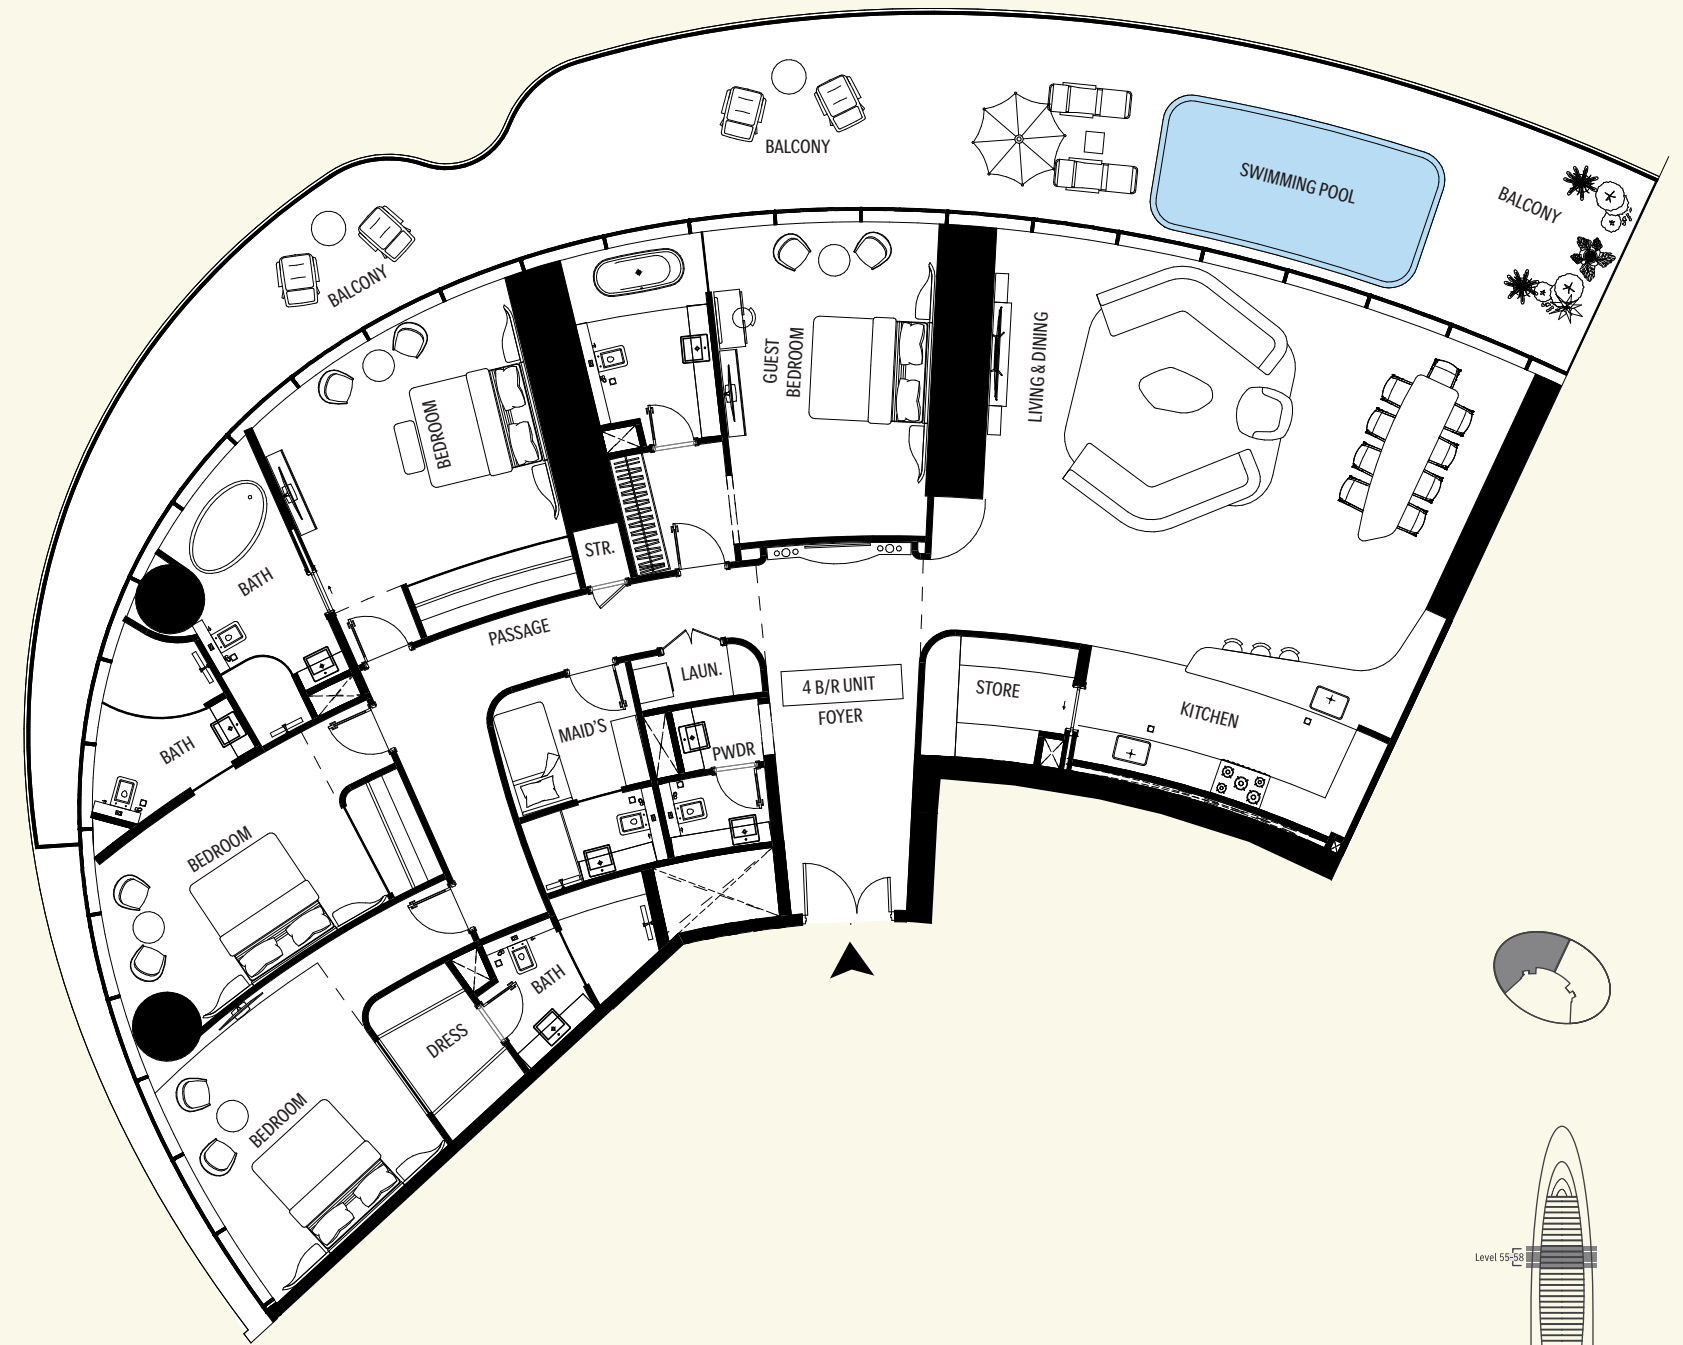 BALCONY
SWIMMING POOL
BALCONY
BALCONY
GUEST
BEDROOM
LIVING & DINING
BEDROOM
STR.
BATH
PASSAGE
LAUN.
4 B/R UNIT
FOYER
STORE
KITCHEN
MAID'S
PWDR
BATH
BEDROOM
BATH
DRESS
BEDROOM
Level 55-58